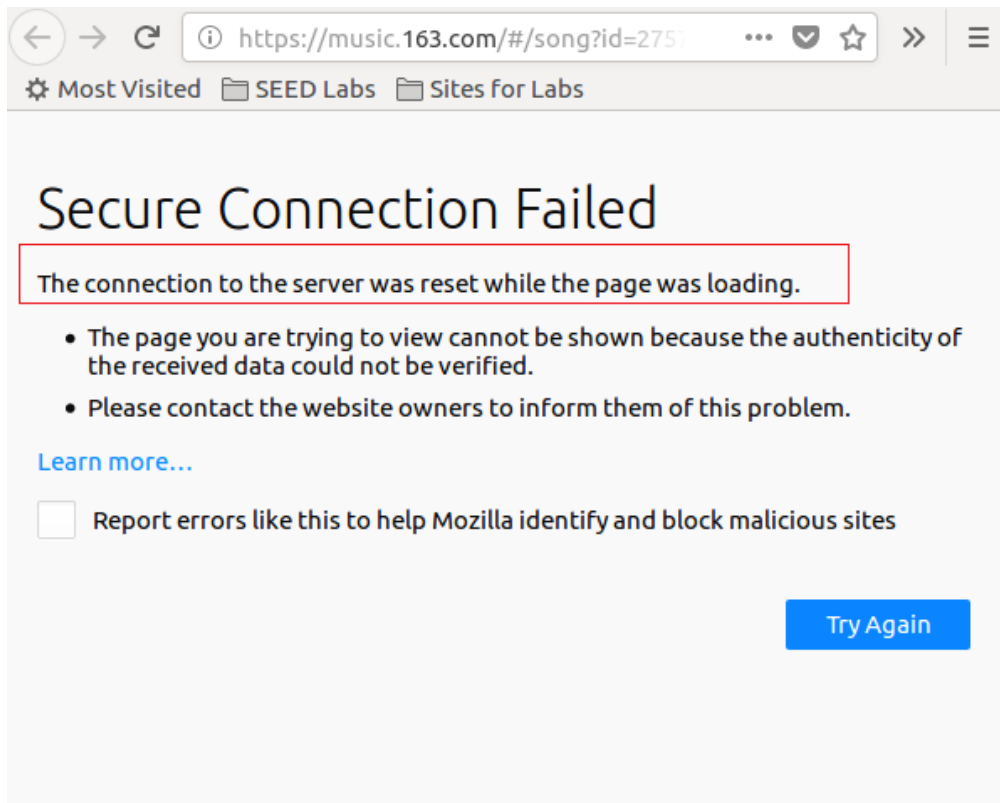 https://music.163.com/#/song?id=275
Most Visited SEED Labs Sites for Labs
Secure Connection Failed
The connection to the server was reset while the page was loading.
• The page you are trying to view cannot be shown because the authenticity of
the received data could not be verified.
• Please contact the website owners to inform them of this problem.
Learn more…
Report errors like this to help Mozilla identify and block malicious sites
Try Again